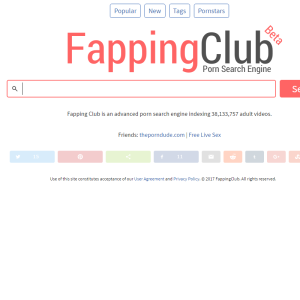 Popular New Tags Pornstars
FappingClub Beta
Porn Search Engine
Se
Fapping Club is an advanced porn search engine indexing 38,133,757 adult videos.
Friends: theporndude.com | Free Live Sex
Use of this site constitutes acceptance of our User Agreement and Privacy Policy. © 2017 FappingClub. All rights reserved.